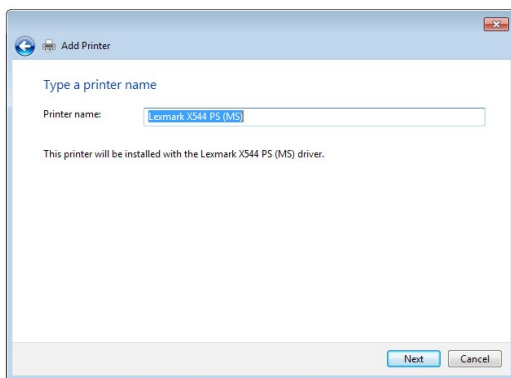 Add Printer
Type a printer name
Printer name: Lexmark X544 PS (MS)
This printer will be installed with the Lexmark X544 PS (MS) driver.
Next Cancel